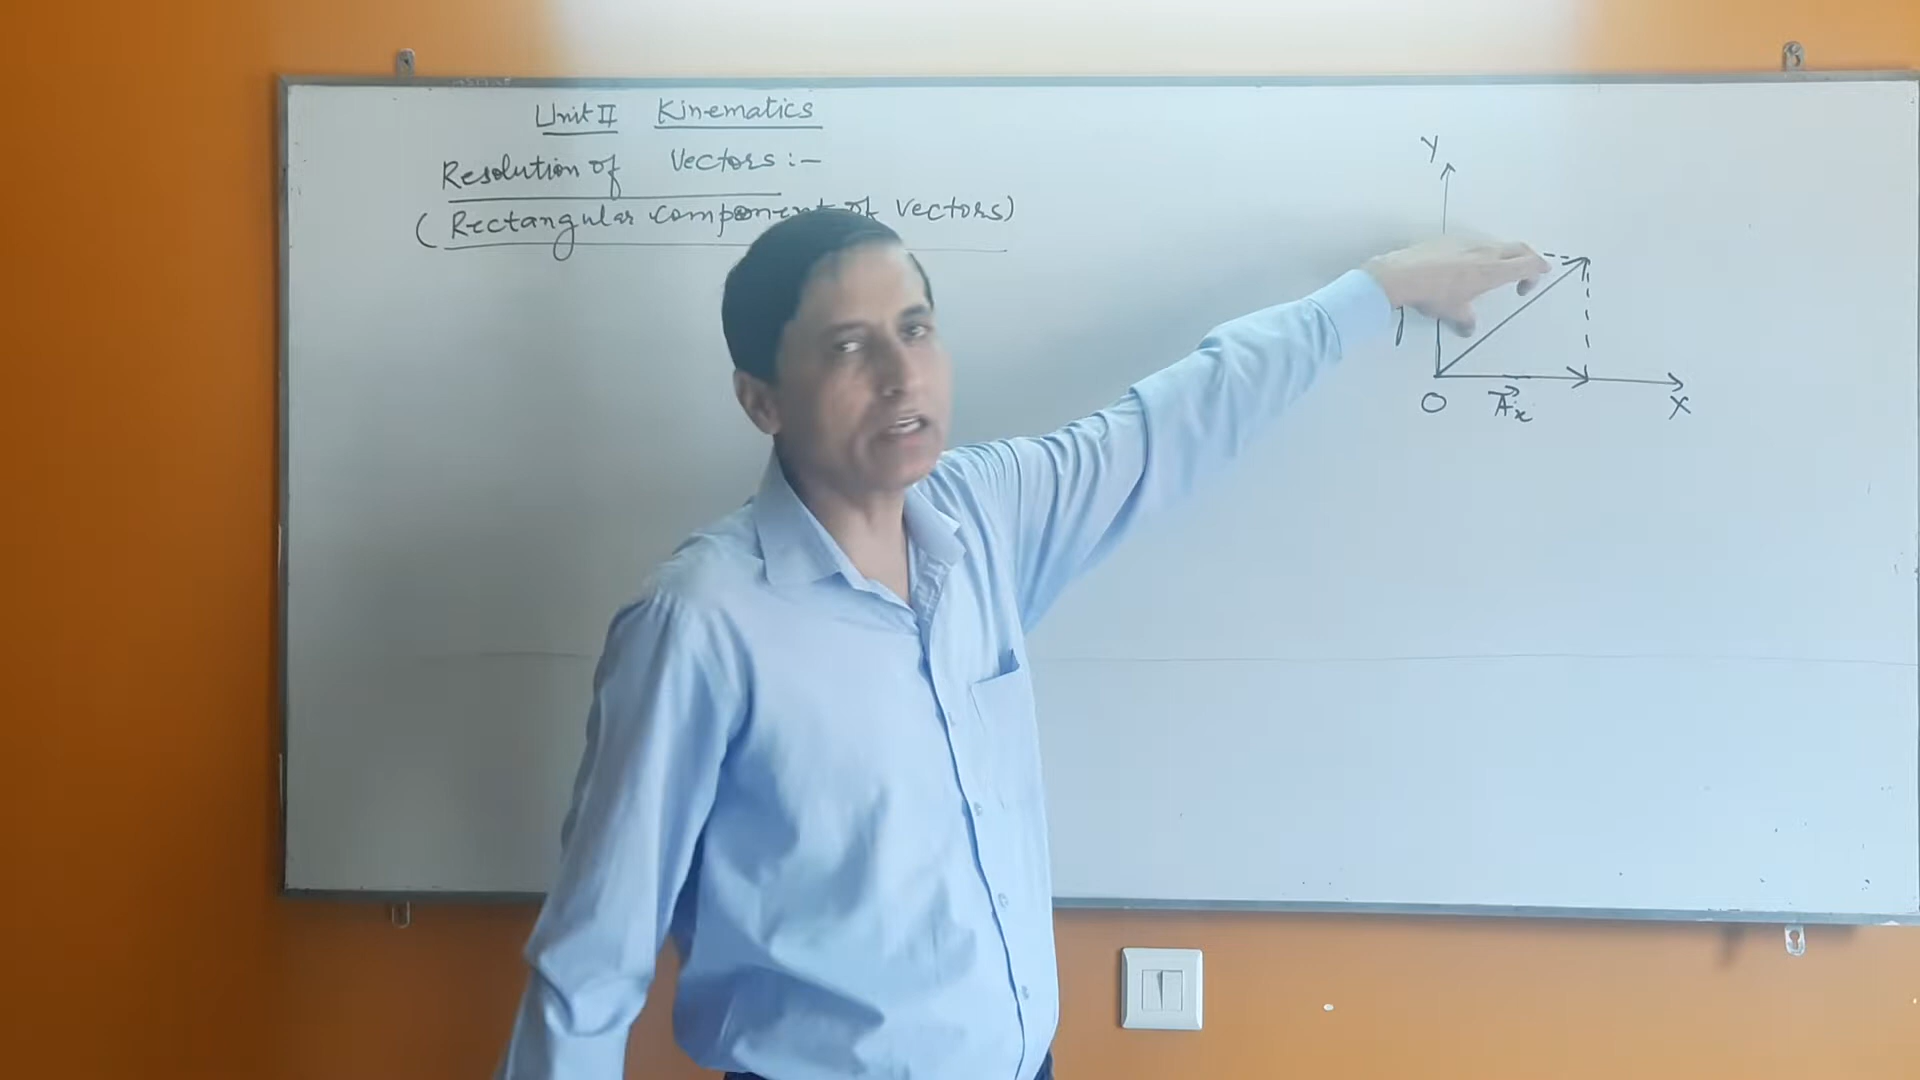 Unit II Kinematics
Resolution of Vectors :-
(Rectangular component of vectors)
Y
O
A⃗x
X